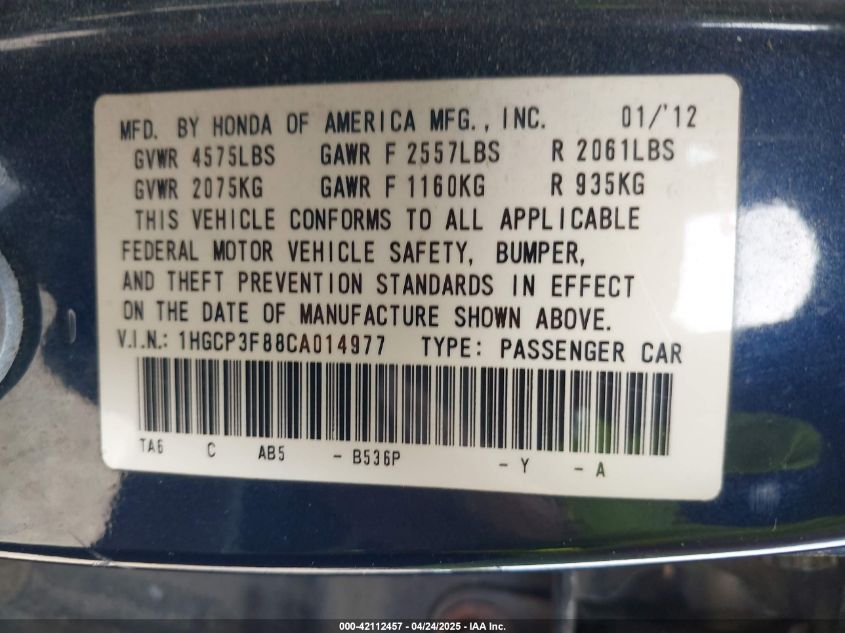 MFD. BY HONDA OF AMERICA MFG., INC. 01/'12
GVWR 4575LBS GAWR F 2557LBS R 2061LBS
GVWR 2075KG GAWR F 1160KG R 935KG
THIS VEHICLE CONFORMS TO ALL APPLICABLE
FEDERAL MOTOR VEHICLE SAFETY, BUMPER,
AND THEFT PREVENTION STANDARDS IN EFFECT
ON THE DATE OF MANUFACTURE SHOWN ABOVE.
V.I.N.: 1HGCP3F88CA014977 TYPE: PASSENGER CAR
TA6 C AB5 - B536P - Y - A
000-42112457 - 04/24/2025 - IAA Inc.